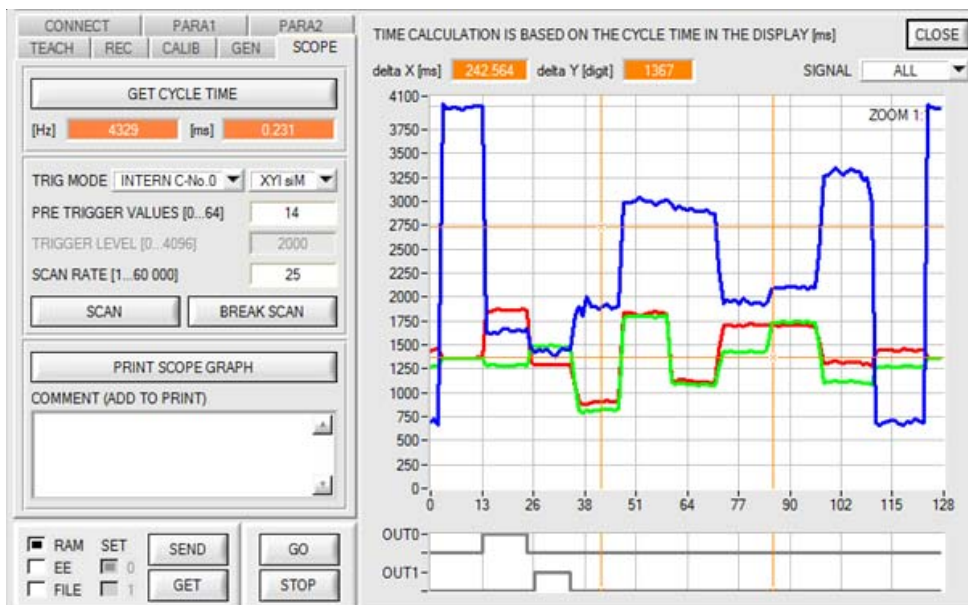 CONNECT PARA1 PARA2
TEACH REC CALIB GEN SCOPE
GET CYCLE TIME
[Hz] 4329 [ms] 0.231
TRIG MODE INTERN C-No.0 XYI siM
PRE TRIGGER VALUES [0...64] 14
TRIGGER LEVEL [0...4096] 2000
SCAN RATE [1...60 000] 25
SCAN BREAK SCAN
PRINT SCOPE GRAPH
COMMENT (ADD TO PRINT)
RAM SET SEND GO
EE 0
FILE 1 GET STOP
TIME CALCULATION IS BASED ON THE CYCLE TIME IN THE DISPLAY [ms] CLOSE
delta X [ms] 242.564 delta Y [digit] 1367 SIGNAL ALL
ZOOM 1:
4100
3750
3500
3250
3000
2750
2500
2250
2000
1750
1500
1250
1000
750
500
250
0
0 13 26 38 51 64 77 90 102 115 128
OUT0
OUT1